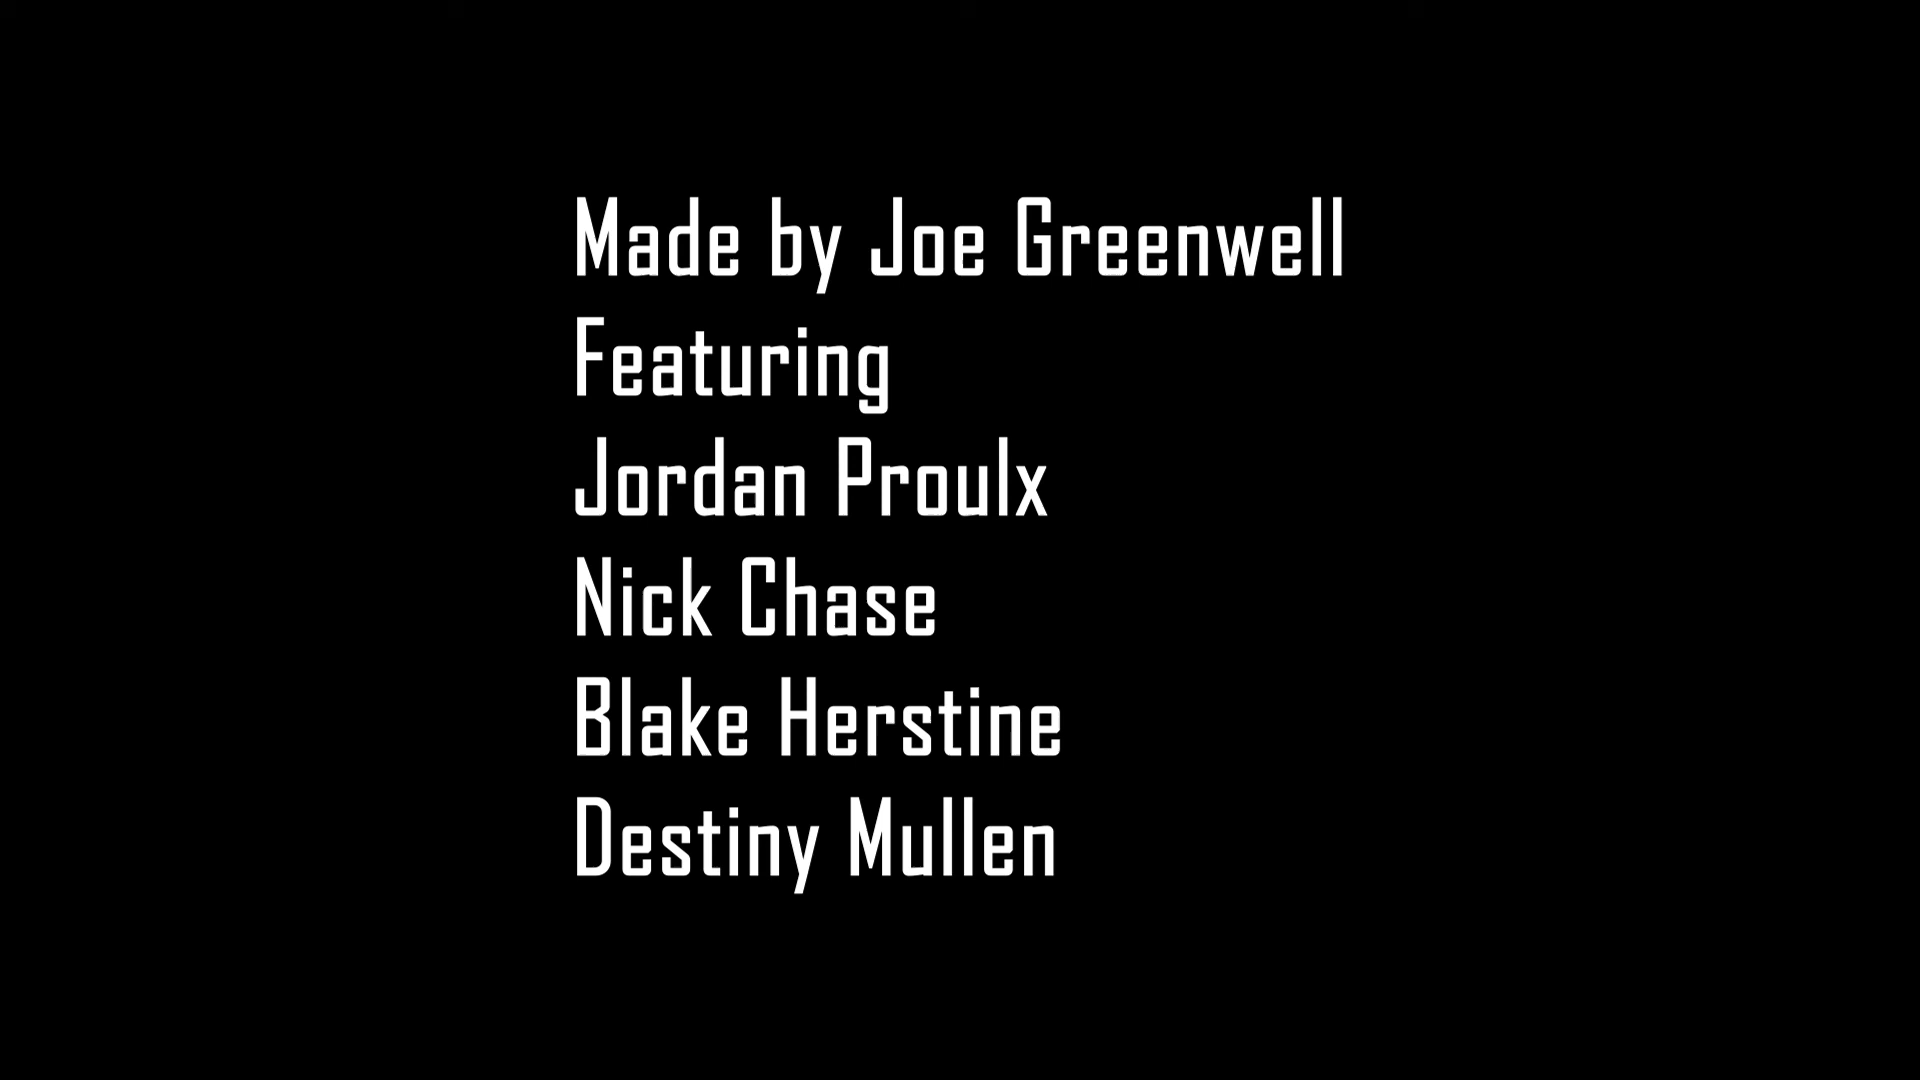 Made by Joe Greenwell
Featuring
Jordan Proulx
Nick Chase
Blake Herstine
Destiny Mullen